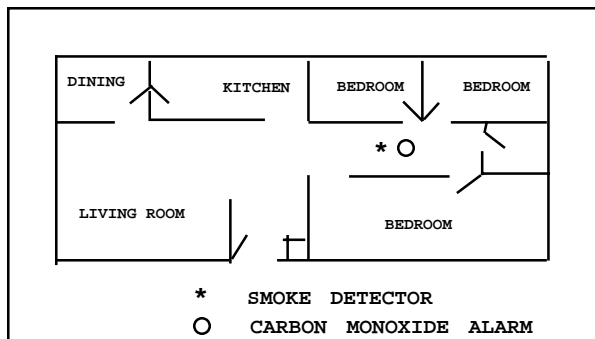 DINING KITCHEN BEDROOM BEDROOM
*
LIVING ROOM BEDROOM
* SMOKE DETECTOR
CARBON MONOXIDE ALARM